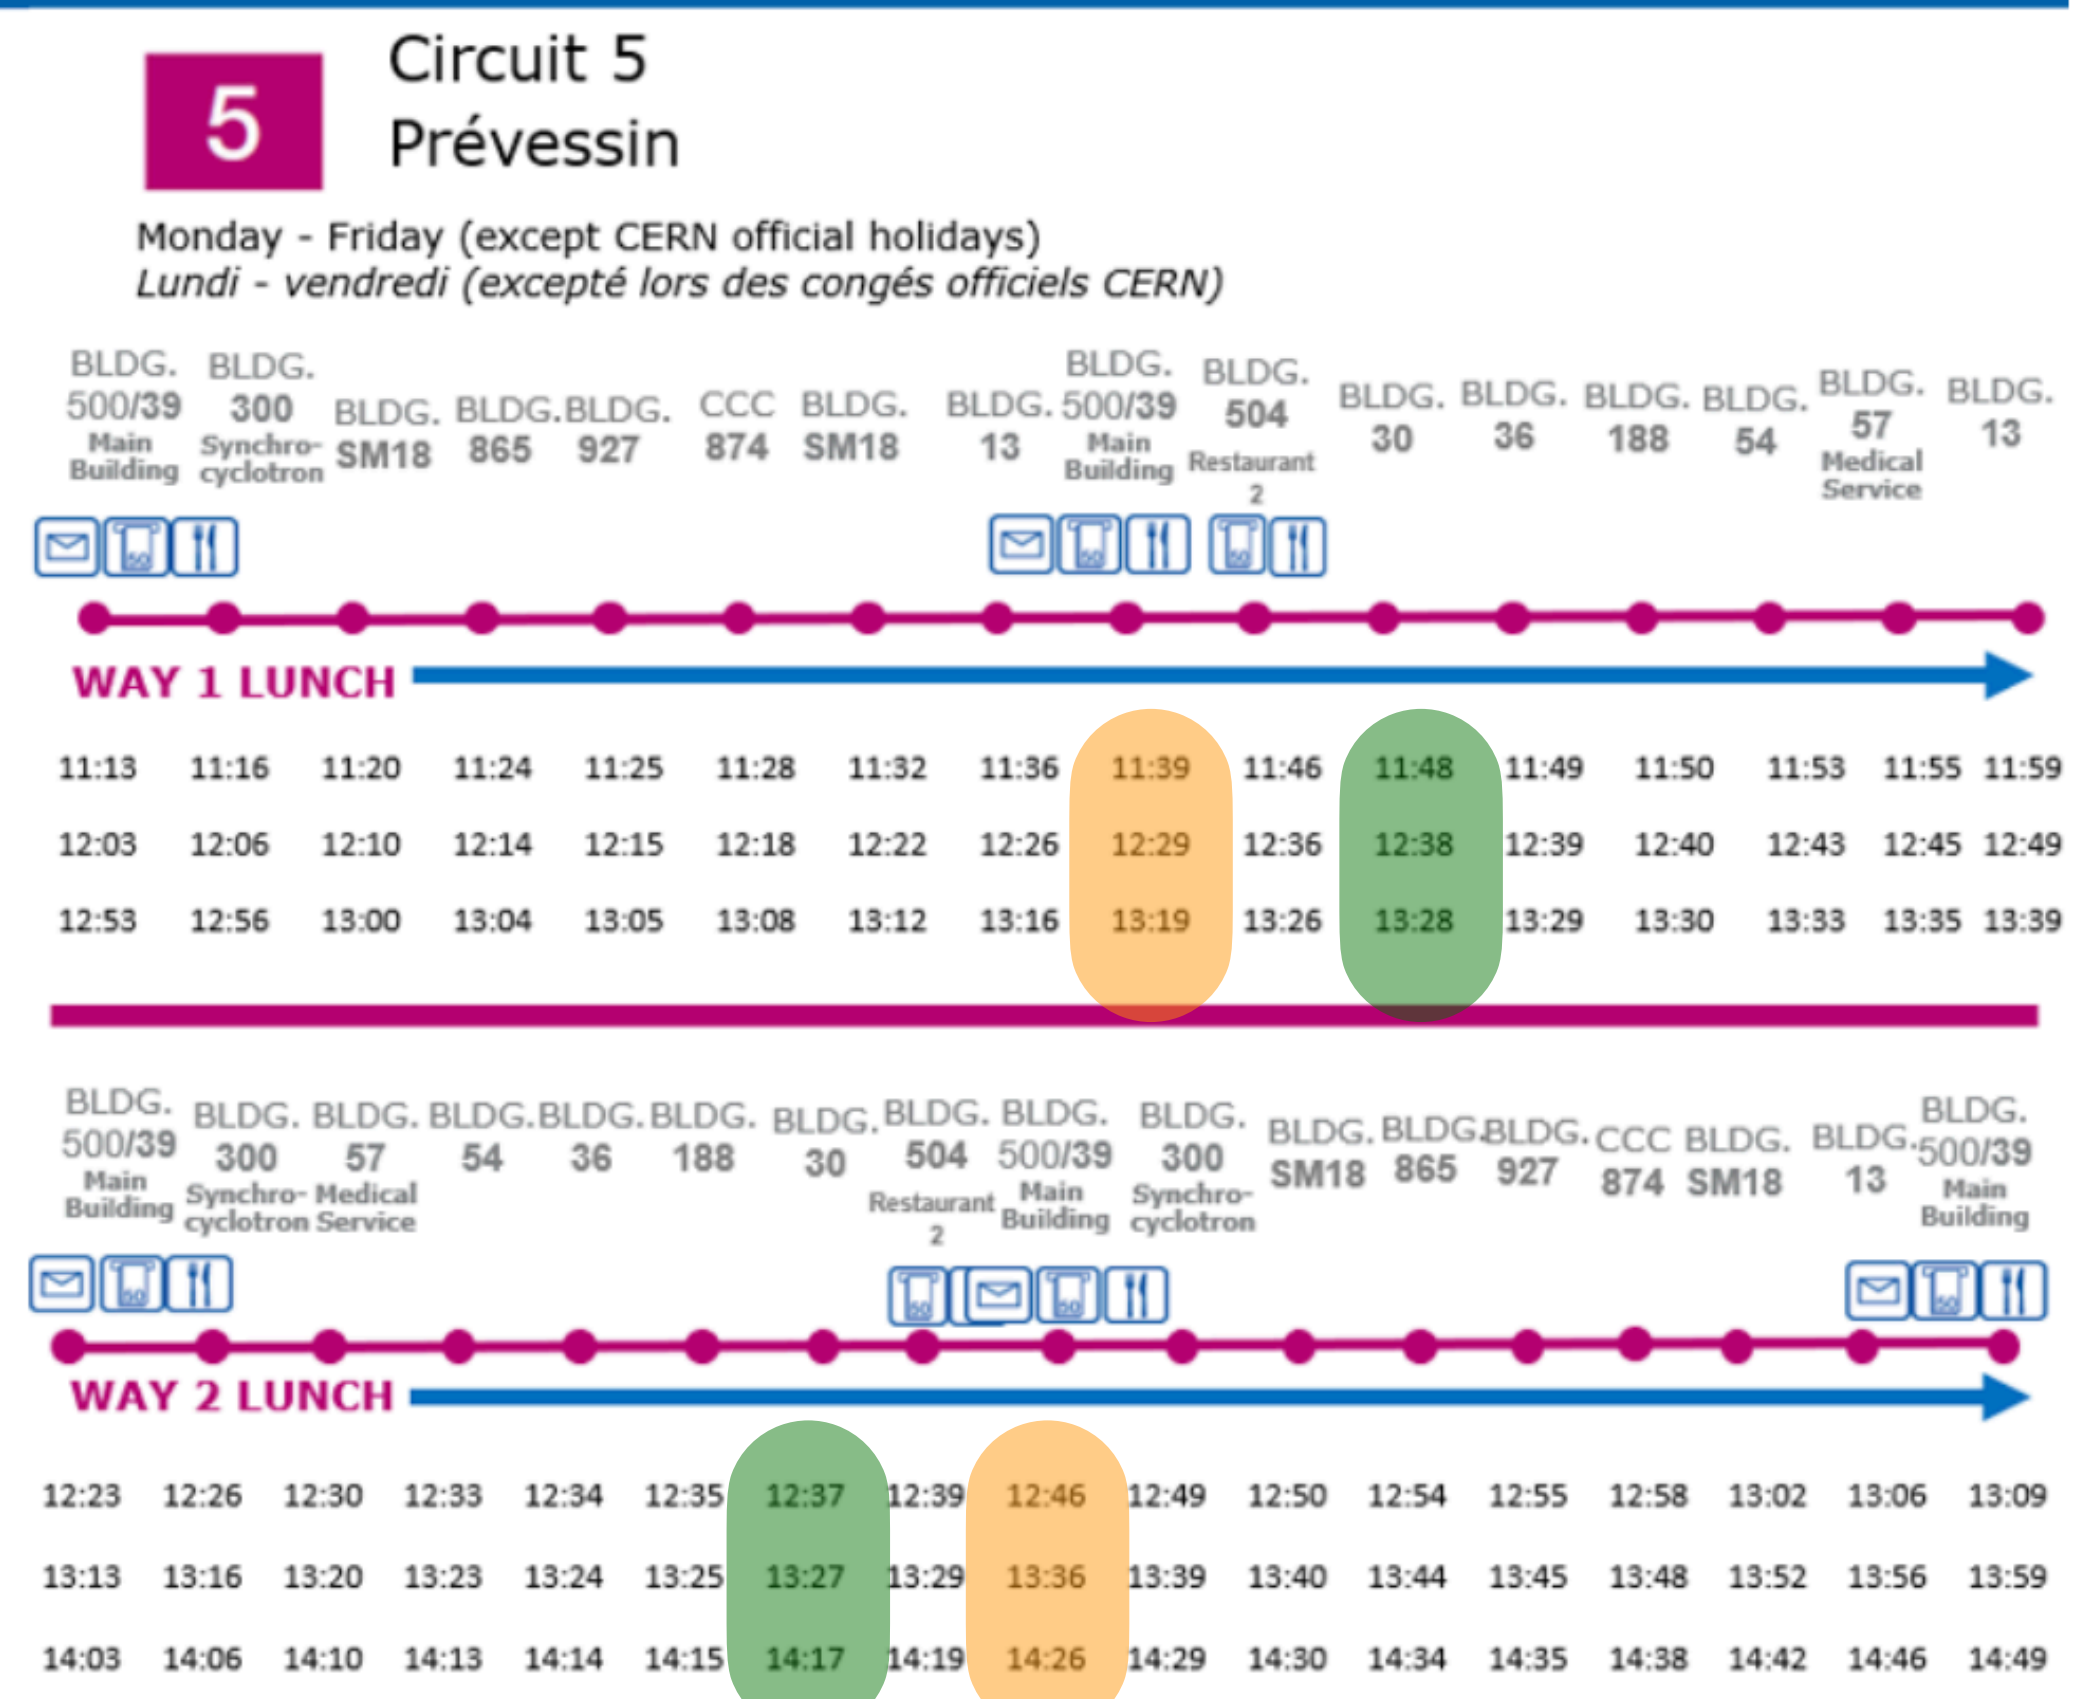 5
Circuit 5
Prévessin
Monday - Friday (except CERN official holidays)
Lundi - vendredi (excepté lors des congés officiels CERN)
BLDG. 500/39 Main Building
BLDG. 300 Synchro-cyclotron
BLDG. SM18
BLDG. 865
BLDG. 927
CCC 874
BLDG. SM18
BLDG. 13
BLDG. 500/39 Main Building
BLDG. 504 Restaurant 2
BLDG. 30
BLDG. 36
BLDG. 188
BLDG. 54
BLDG. 57 Medical Service
BLDG. 13
WAY 1 LUNCH
11:13 11:16 11:20 11:24 11:25 11:28 11:32 11:36 11:39 11:46 11:48 11:49 11:50 11:53 11:55 11:59
12:03 12:06 12:10 12:14 12:15 12:18 12:22 12:26 12:29 12:36 12:38 12:39 12:40 12:43 12:45 12:49
12:53 12:56 13:00 13:04 13:05 13:08 13:12 13:16 13:19 13:26 13:28 13:29 13:30 13:33 13:35 13:39
BLDG. 500/39 Main Building
BLDG. 300 Synchro-cyclotron
BLDG. 57 Medical Service
BLDG. 54
BLDG. 36
BLDG. 188
BLDG. 30
BLDG. 504 Restaurant 2
BLDG. 500/39 Main Building
BLDG. 300 Synchro-cyclotron
BLDG. SM18
BLDG. 865
BLDG. 927
CCC 874
BLDG. SM18
BLDG. 13
BLDG. 500/39 Main Building
WAY 2 LUNCH
12:23 12:26 12:30 12:33 12:34 12:35 12:37 12:39 12:46 12:49 12:50 12:54 12:55 12:58 13:02 13:06 13:09
13:13 13:16 13:20 13:23 13:24 13:25 13:27 13:29 13:36 13:39 13:40 13:44 13:45 13:48 13:52 13:56 13:59
14:03 14:06 14:10 14:13 14:14 14:15 14:17 14:19 14:26 14:29 14:30 14:34 14:35 14:38 14:42 14:46 14:49